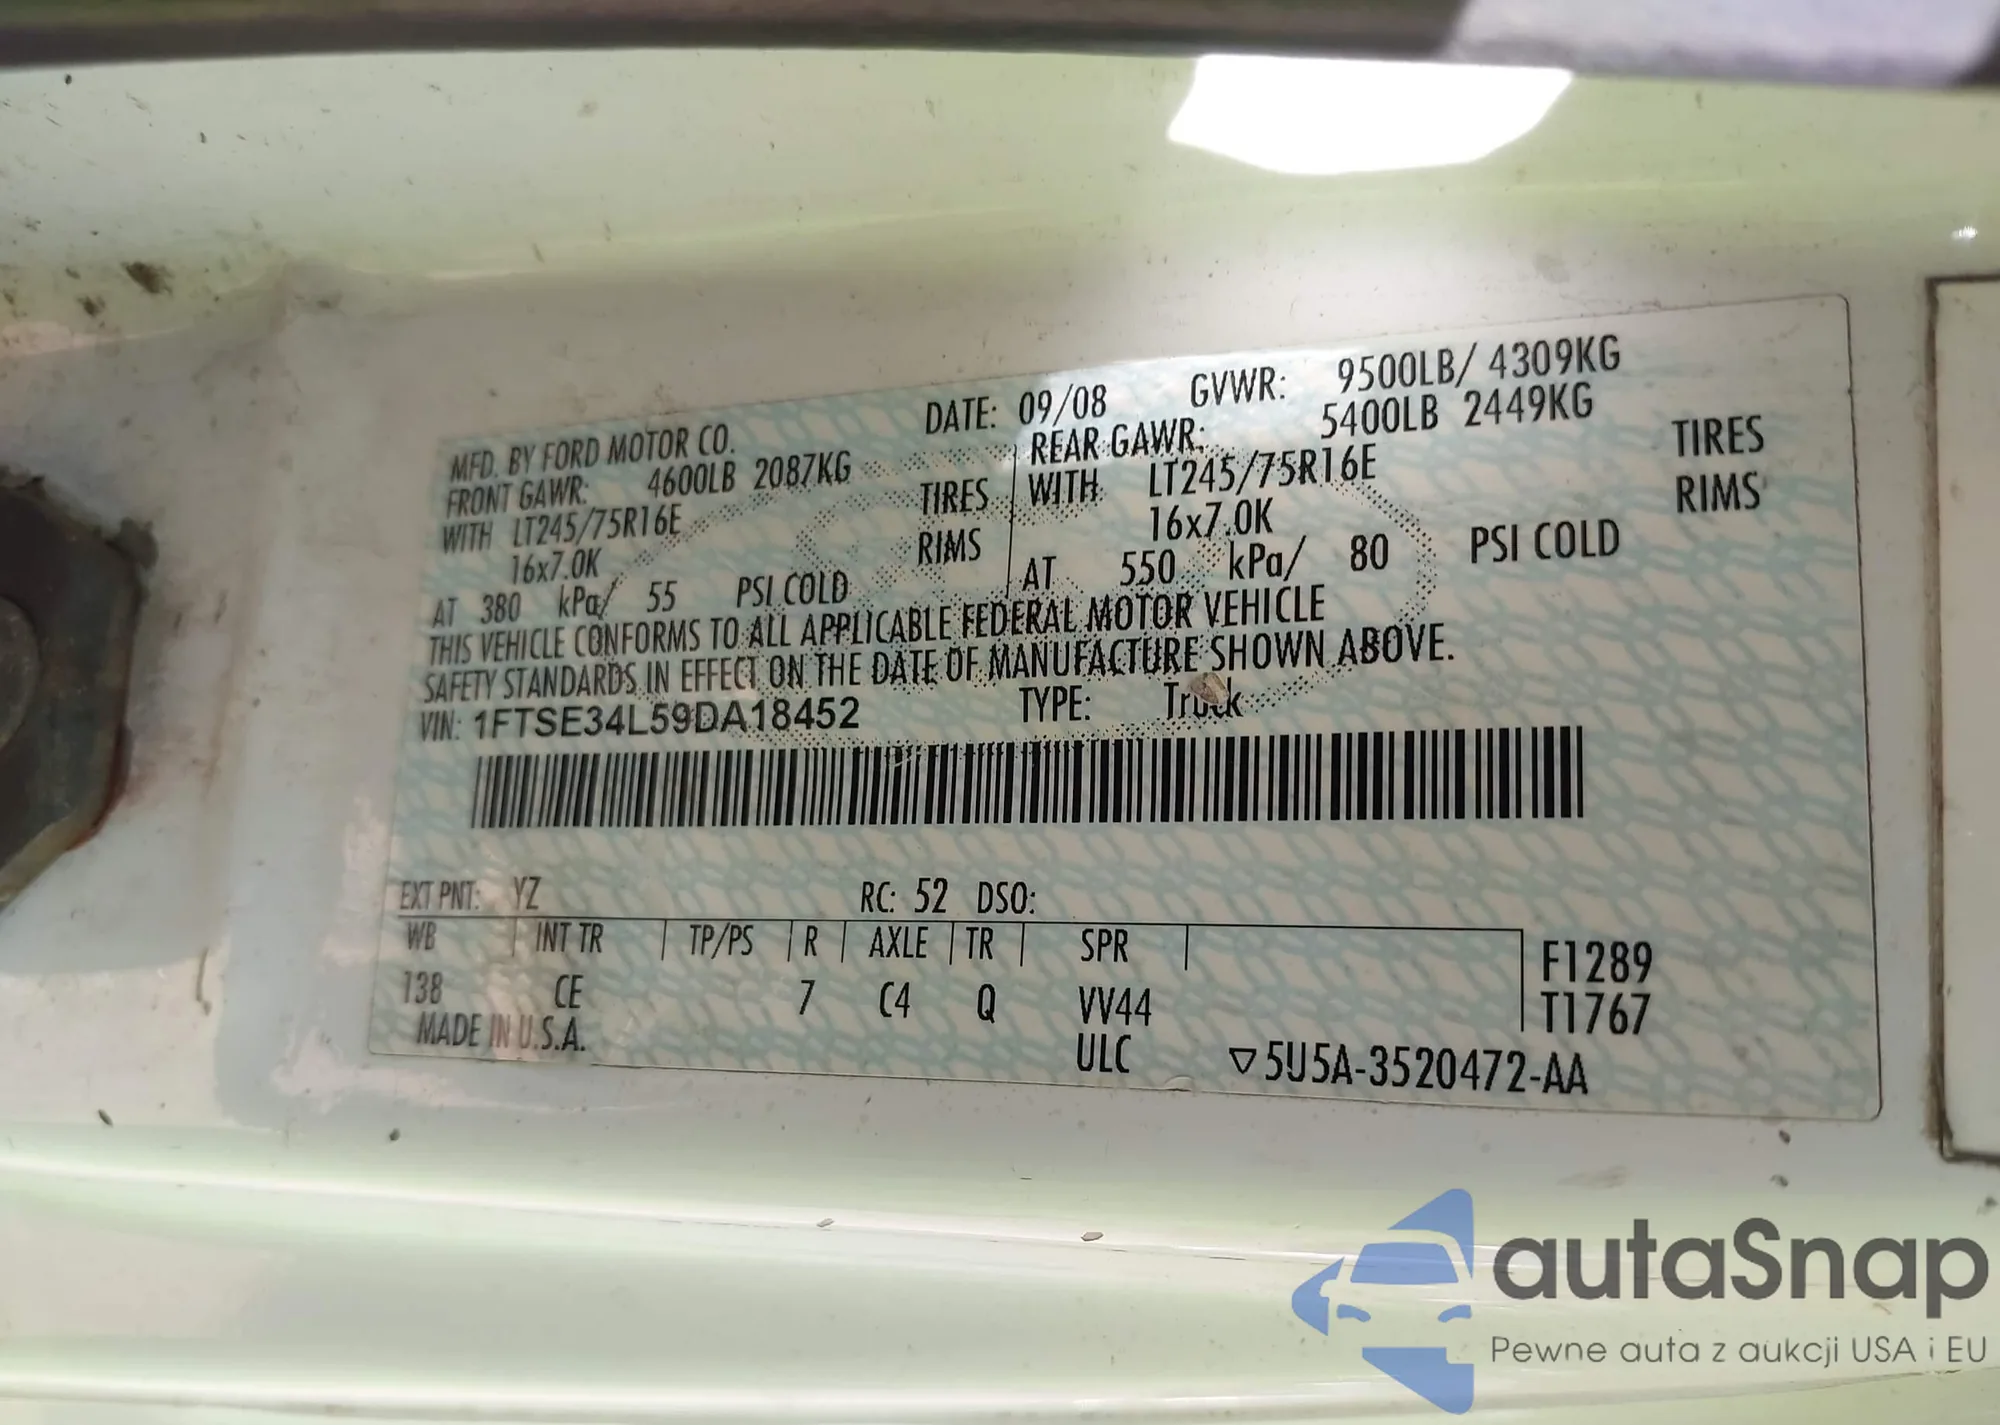 MFD. BY FORD MOTOR CO. DATE: 09/08 GVWR: 9500LB/ 4309KG
FRONT GAWR: 4600LB 2087KG REAR GAWR: 5400LB 2449KG
WITH LT245/75R16E TIRES WITH LT245/75R16E TIRES
16x7.0K RIMS 16x7.0K RIMS
AT 380 kPa/ 55 PSI COLD AT 550 kPa/ 80 PSI COLD
THIS VEHICLE CONFORMS TO ALL APPLICABLE FEDERAL MOTOR VEHICLE
SAFETY STANDARDS IN EFFECT ON THE DATE OF MANUFACTURE SHOWN ABOVE.
VIN: 1FTSE34L59DA18452 TYPE: Truck
EXT PNT: YZ RC: 52 DSO:
WB INT TR TP/PS R AXLE TR SPR F1289
138 CE 7 C4 Q VV44 T1767
MADE IN U.S.A. ULC ▽5U5A-3520472-AA
autaSnap
Pewne auta z aukcji USA i EU